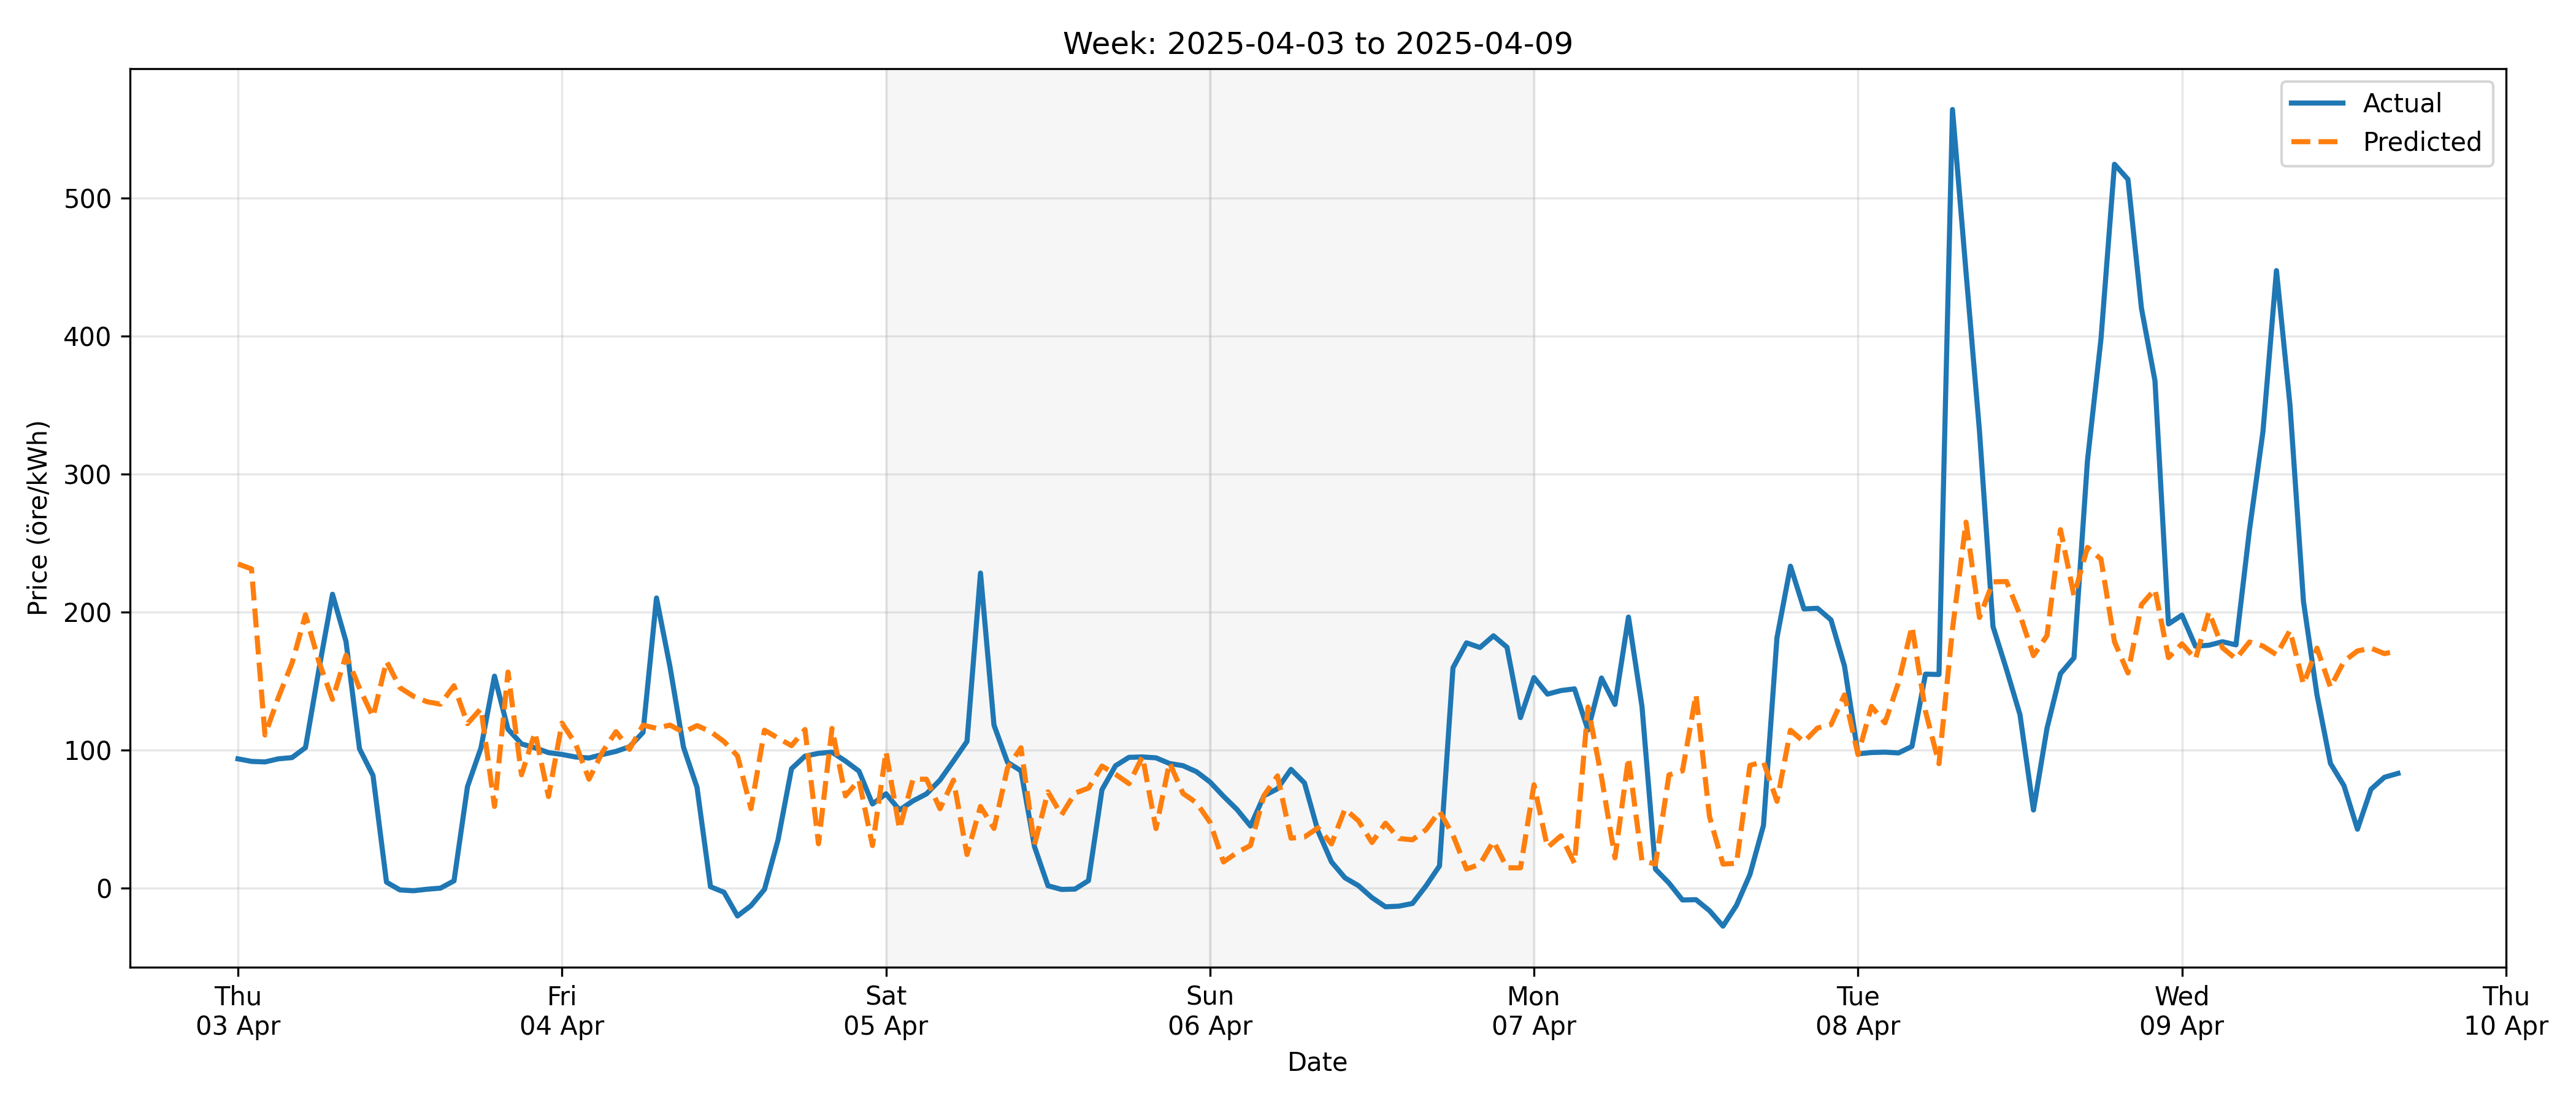 Week: 2025-04-03 to 2025-04-09
Actual
Predicted
Price (öre/kWh)
500
400
300
200
100
0
Thu
03 Apr
Fri
04 Apr
Sat
05 Apr
Sun
06 Apr
Mon
07 Apr
Tue
08 Apr
Wed
09 Apr
Thu
10 Apr
Date